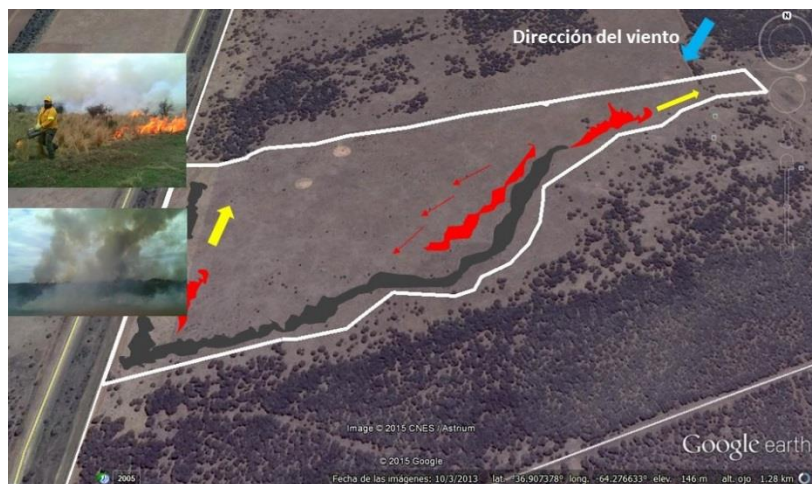 Dirección del viento
N
Image © 2015 CNES / Astrium
© 2015 Google
Google earth
2005
Fecha de las imágenes: 10/3/2013 lat. -36.907378° long. -64.276633° elev. 146 m alt. ojo 1.28 km